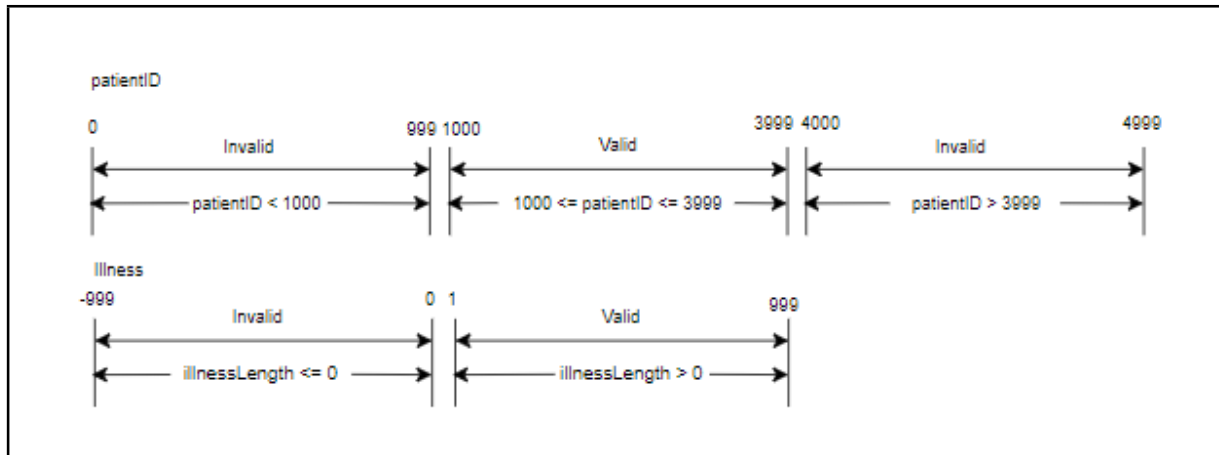 patientID
0 999 1000 3999 4000 4999
Invalid Valid Invalid
patientID < 1000 1000 <= patientID <= 3999 patientID > 3999
Illness
-999 0 1 999
Invalid Valid
illnessLength <= 0 illnessLength > 0